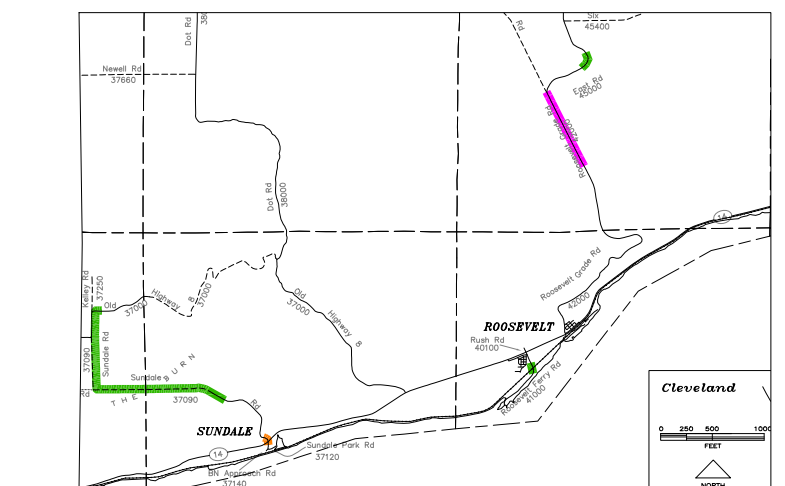 Dot Rd
380
Rd
Six
45400
Newell Rd
37660
East Rd
45000
Roosevelt Grade Rd
42000
Dot Rd
38000
14
Kelley Rd
37250
Old
37000
Highway 8
37000
Old
37000
Highway 8
Roosevelt Grade Rd
42000
ROOSEVELT
Rush Rd
40100
37090
Sundale Rd
Sundale
Rd
THE BURN
37090
Rd
Roosevelt Ferry Rd
41000
SUNDALE
14
Sundale Park Rd
37120
BN Approach Rd
37140
Cleveland
0 250 500 1000
FEET
NORTH